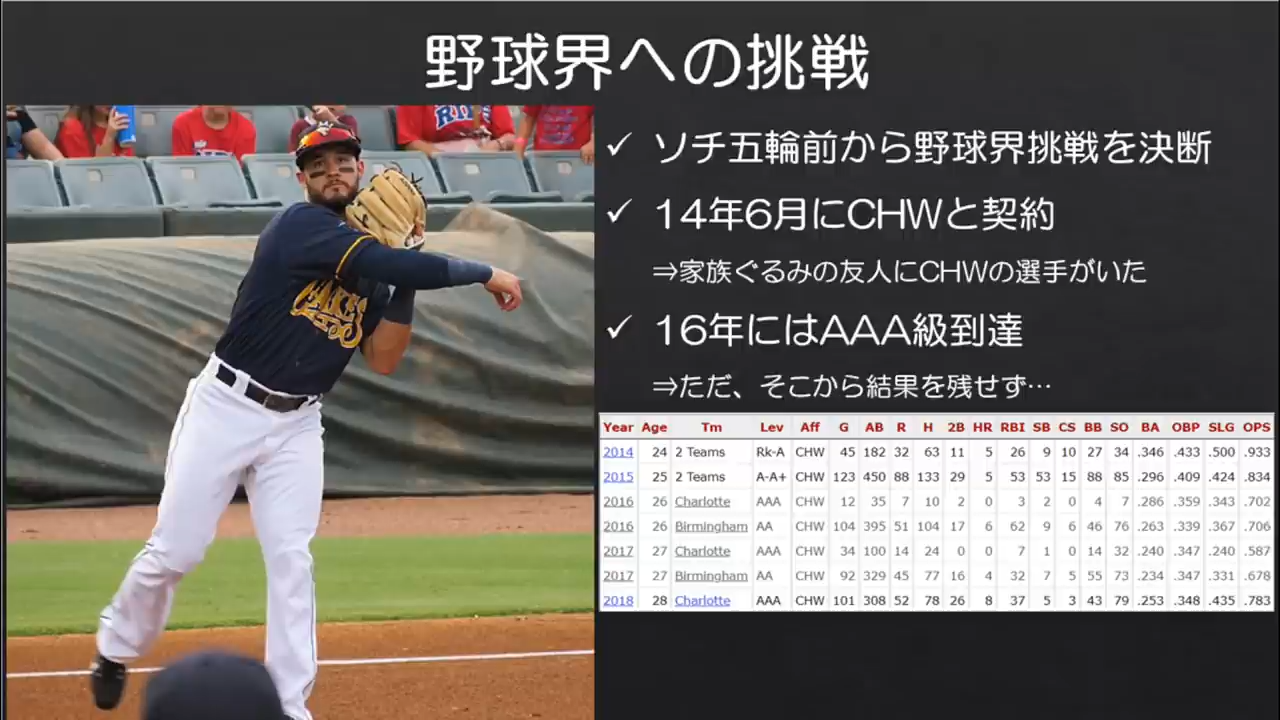 野球界への挑戦
✓ ソチ五輪前から野球界挑戦を決断
✓ 14年6月にCHWと契約
⇒家族ぐるみの友人にCHWの選手がいた
✓ 16年にはAAA級到達
⇒ただ、そこから結果を残せず…
Year Age Tm Lev Aff G AB R H 2B HR RBI SB CS BB SO BA OBP SLG OPS
2014 24 2 Teams Rk-A CHW 45 182 32 63 11 5 26 9 10 27 34 .346 .433 .500 .933
2015 25 2 Teams A-A+ CHW 123 450 88 133 29 5 53 53 15 88 85 .296 .409 .424 .834
2016 26 Charlotte AAA CHW 12 35 7 10 2 0 3 2 0 4 7 .286 .359 .343 .702
2016 26 Birmingham AA CHW 104 395 51 104 17 6 62 9 6 46 76 .263 .339 .367 .706
2017 27 Charlotte AAA CHW 34 100 14 24 0 0 7 1 0 14 32 .240 .347 .240 .587
2017 27 Birmingham AA CHW 92 329 45 77 16 4 32 7 5 55 73 .234 .347 .331 .678
2018 28 Charlotte AAA CHW 101 308 52 78 26 8 37 5 3 43 79 .253 .348 .435 .783